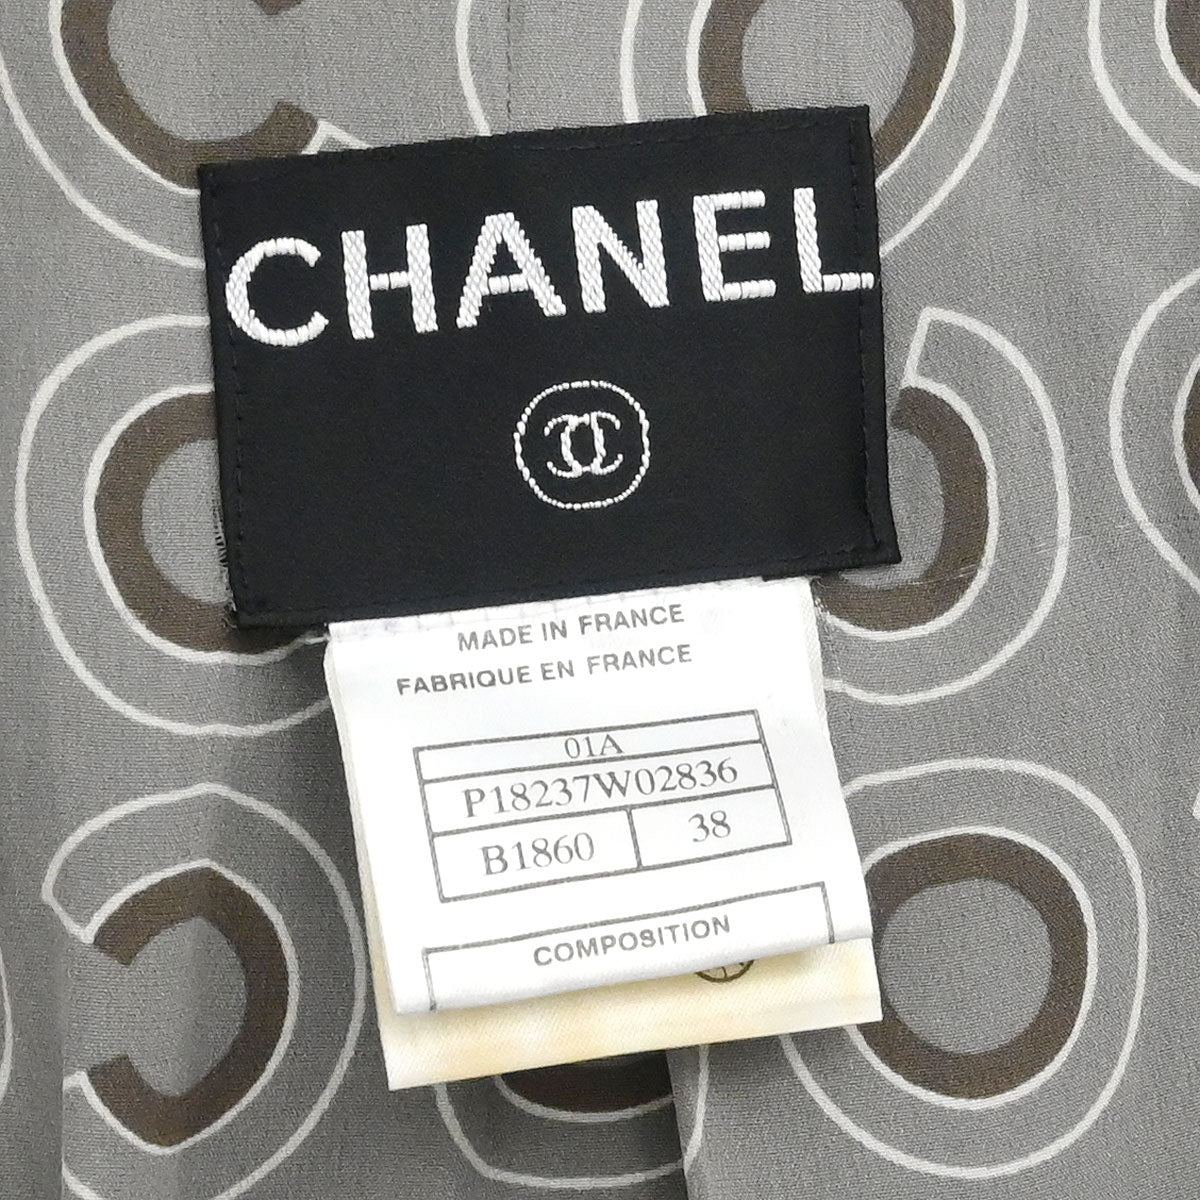 CHANEL
MADE IN FRANCE
FABRIQUE EN FRANCE
01A
P18237W02836
B1860 38
COMPOSITION